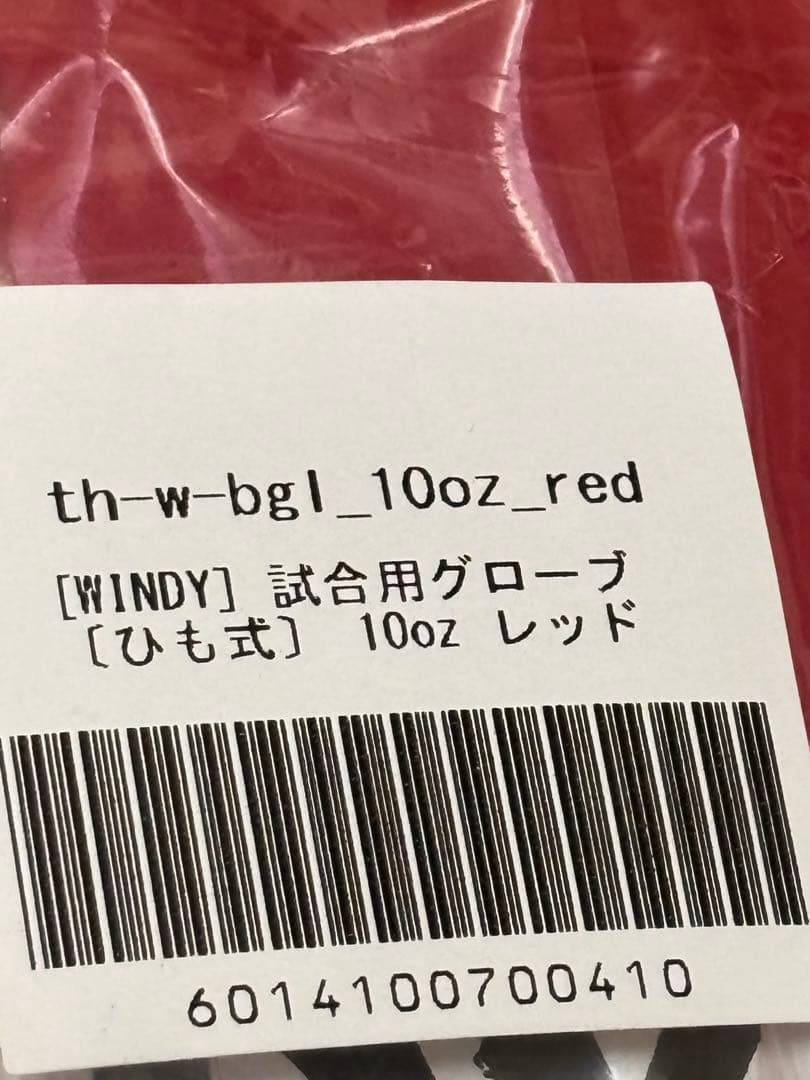 th-w-bgl_10oz_red
[WINDY] 試合用グローブ
〔ひも式〕 10oz レッド
6014100700410